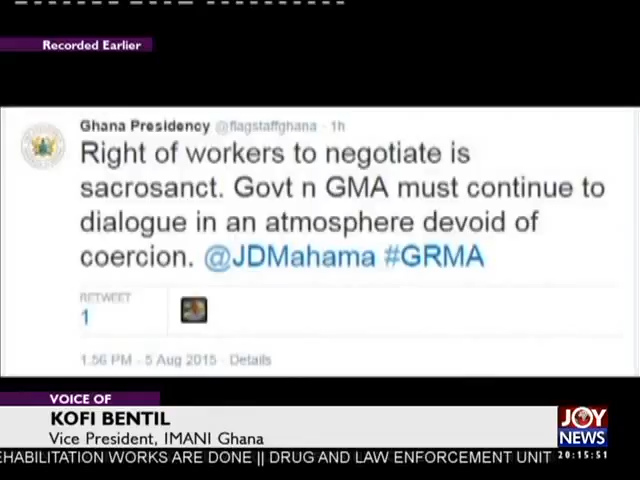 Recorded Earlier
Ghana Presidency @flagstaffghana · 1h
Right of workers to negotiate is
sacrosanct. Govt n GMA must continue to
dialogue in an atmosphere devoid of
coercion. @JDMahama #GRMA
RETWEET
1
1:56 PM - 5 Aug 2015 · Details
VOICE OF
KOFI BENTIL
Vice President, IMANI Ghana
JOY
NEWS
EHABILITATION WORKS ARE DONE || DRUG AND LAW ENFORCEMENT UNIT
20:15:51